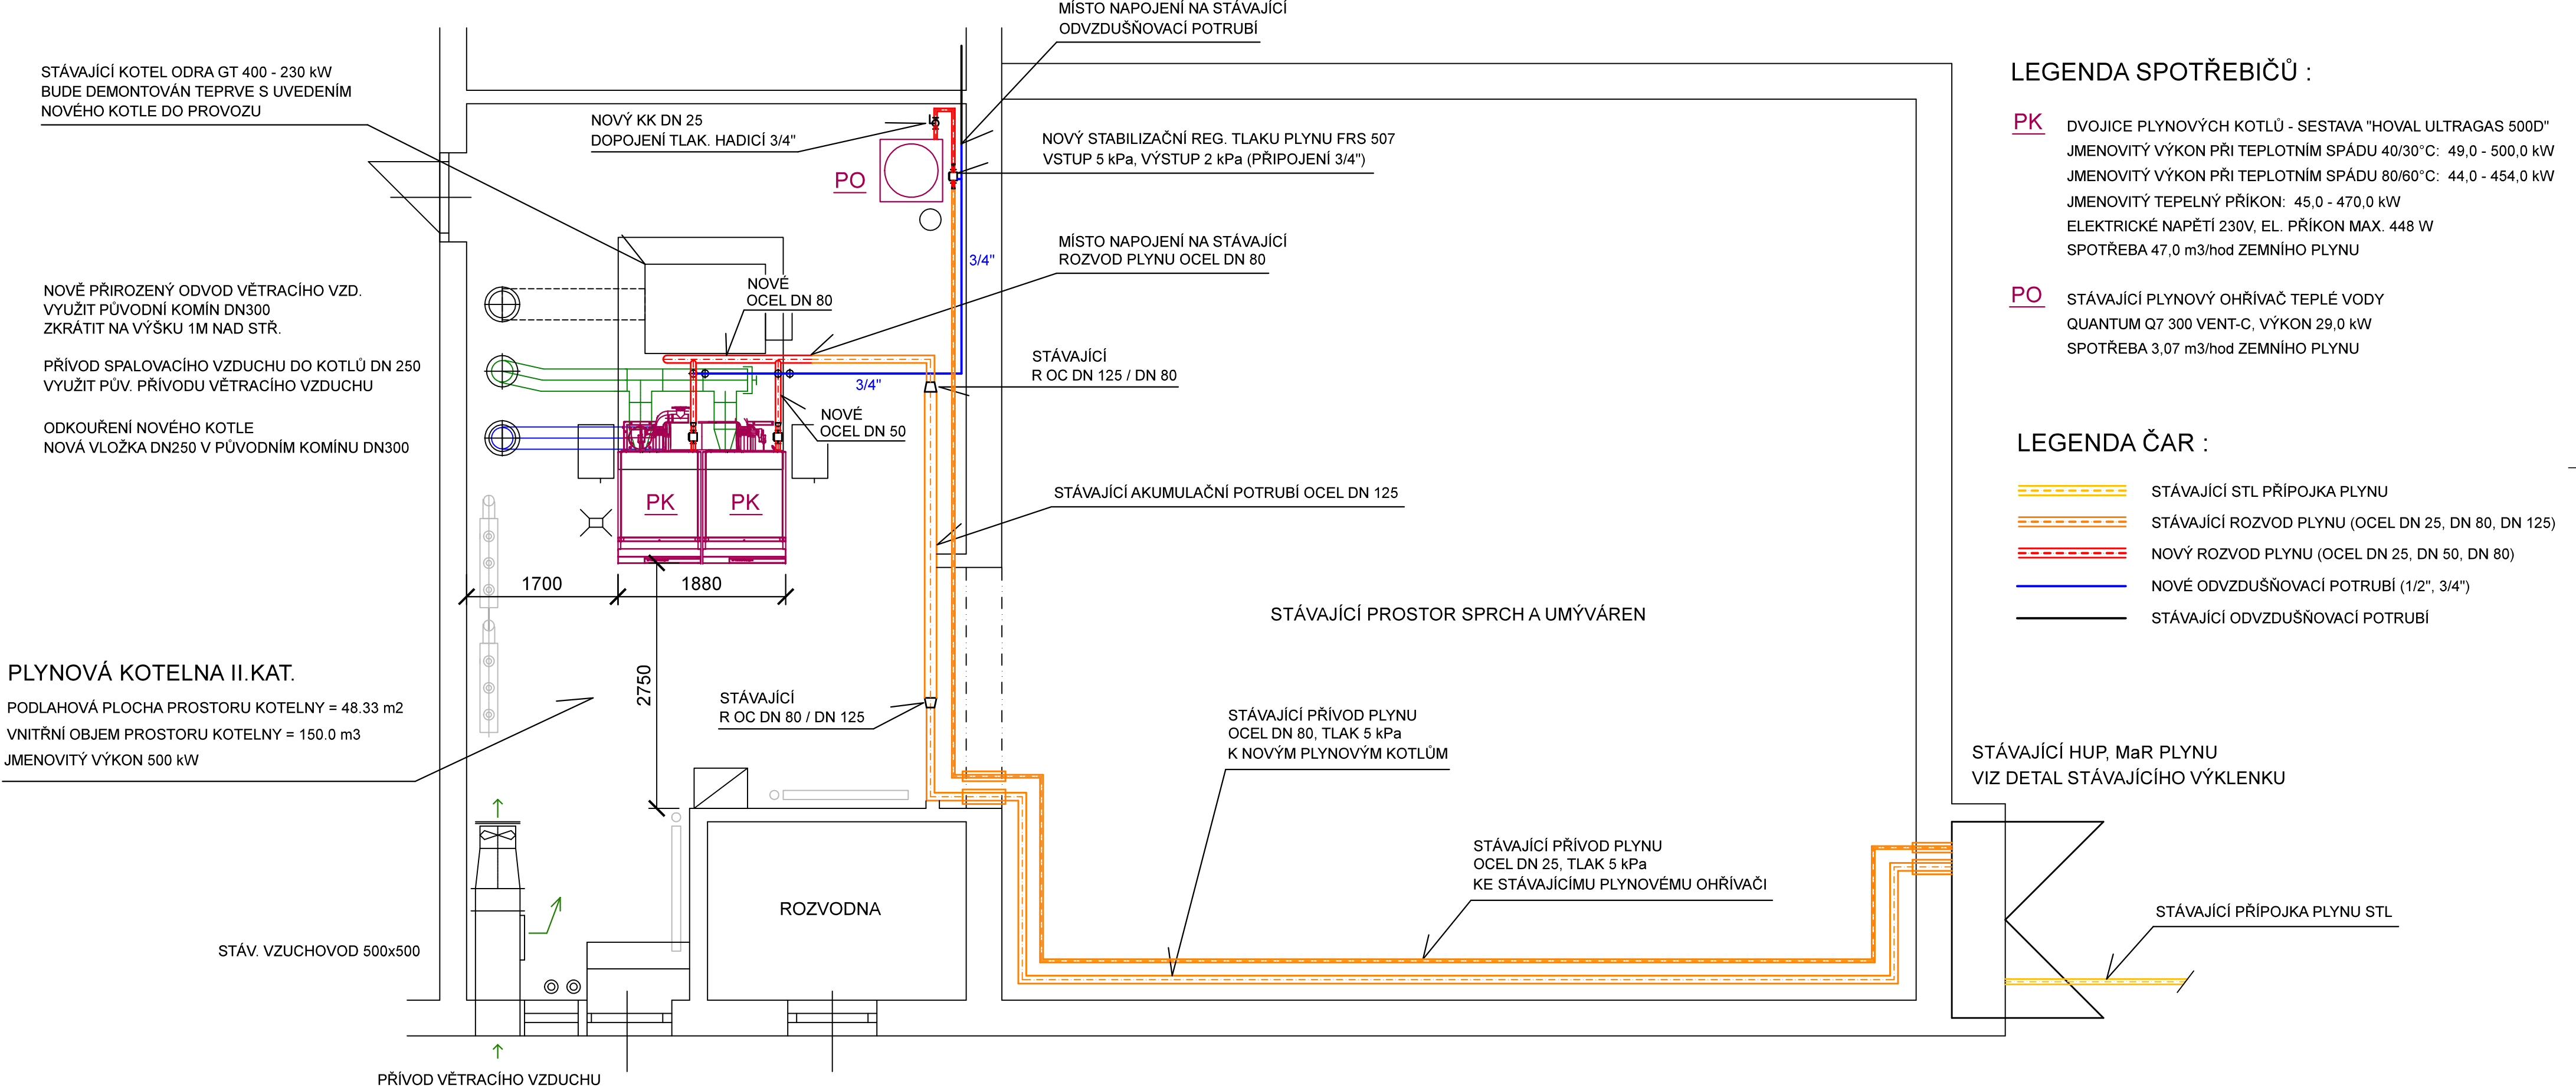 MÍSTO NAPOJENÍ NA STÁVAJÍCÍ
ODVZDUŠŇOVACÍ POTRUBÍ
STÁVAJÍCÍ KOTEL ODRA GT 400 - 230 kW
BUDE DEMONTOVÁN TEPRVE S UVEDENÍM
NOVÉHO KOTLE DO PROVOZU
NOVÝ KK DN 25
DOPOJENÍ TLAK. HADICÍ 3/4"
NOVÝ STABILIZAČNÍ REG. TLAKU PLYNU FRS 507
VSTUP 5 kPa, VÝSTUP 2 kPa (PŘIPOJENÍ 3/4")
PO
MÍSTO NAPOJENÍ NA STÁVAJÍCÍ
ROZVOD PLYNU OCEL DN 80
3/4"
NOVÉ
OCEL DN 80
NOVĚ PŘIROZENÝ ODVOD VĚTRACÍHO VZD.
VYUŽIT PŮVODNÍ KOMÍN DN300
ZKRÁTIT NA VÝŠKU 1M NAD STŘ.
PŘÍVOD SPALOVACÍHO VZDUCHU DO KOTLŮ DN 250
VYUŽIT PŮV. PŘÍVODU VĚTRACÍHO VZDUCHU
ODKOUŘENÍ NOVÉHO KOTLE
NOVÁ VLOŽKA DN250 V PŮVODNÍM KOMÍNU DN300
3/4"
STÁVAJÍCÍ
R OC DN 125 / DN 80
NOVÉ
OCEL DN 50
STÁVAJÍCÍ AKUMULAČNÍ POTRUBÍ OCEL DN 125
PK
PK
1700
1880
2750
STÁVAJÍCÍ PROSTOR SPRCH A UMÝVÁREN
PLYNOVÁ KOTELNA II.KAT.
PODLAHOVÁ PLOCHA PROSTORU KOTELNY = 48.33 m2
VNITŘNÍ OBJEM PROSTORU KOTELNY = 150.0 m3
JMENOVITÝ VÝKON 500 kW
STÁVAJÍCÍ
R OC DN 80 / DN 125
STÁVAJÍCÍ PŘÍVOD PLYNU
OCEL DN 80, TLAK 5 kPa
K NOVÝM PLYNOVÝM KOTLŮM
STÁVAJÍCÍ PŘÍVOD PLYNU
OCEL DN 25, TLAK 5 kPa
KE STÁVAJÍCÍMU PLYNOVÉMU OHŘÍVAČI
ROZVODNA
STÁV. VZUCHOVOD 500x500
PŘÍVOD VĚTRACÍHO VZDUCHU
LEGENDA SPOTŘEBIČŮ :
PK
DVOJICE PLYNOVÝCH KOTLŮ - SESTAVA "HOVAL ULTRAGAS 500D"
JMENOVITÝ VÝKON PŘI TEPLOTNÍM SPÁDU 40/30°C: 49,0 - 500,0 kW
JMENOVITÝ VÝKON PŘI TEPLOTNÍM SPÁDU 80/60°C: 44,0 - 454,0 kW
JMENOVITÝ TEPELNÝ PŘÍKON: 45,0 - 470,0 kW
ELEKTRICKÉ NAPĚTÍ 230V, EL. PŘÍKON MAX. 448 W
SPOTŘEBA 47,0 m3/hod ZEMNÍHO PLYNU
PO
STÁVAJÍCÍ PLYNOVÝ OHŘÍVAČ TEPLÉ VODY
QUANTUM Q7 300 VENT-C, VÝKON 29,0 kW
SPOTŘEBA 3,07 m3/hod ZEMNÍHO PLYNU
LEGENDA ČAR :
STÁVAJÍCÍ STL PŘÍPOJKA PLYNU
STÁVAJÍCÍ ROZVOD PLYNU (OCEL DN 25, DN 80, DN 125)
NOVÝ ROZVOD PLYNU (OCEL DN 25, DN 50, DN 80)
NOVÉ ODVZDUŠŇOVACÍ POTRUBÍ (1/2", 3/4")
STÁVAJÍCÍ ODVZDUŠŇOVACÍ POTRUBÍ
STÁVAJÍCÍ HUP, MaR PLYNU
VIZ DETAL STÁVAJÍCÍHO VÝKLENKU
STÁVAJÍCÍ PŘÍPOJKA PLYNU STL